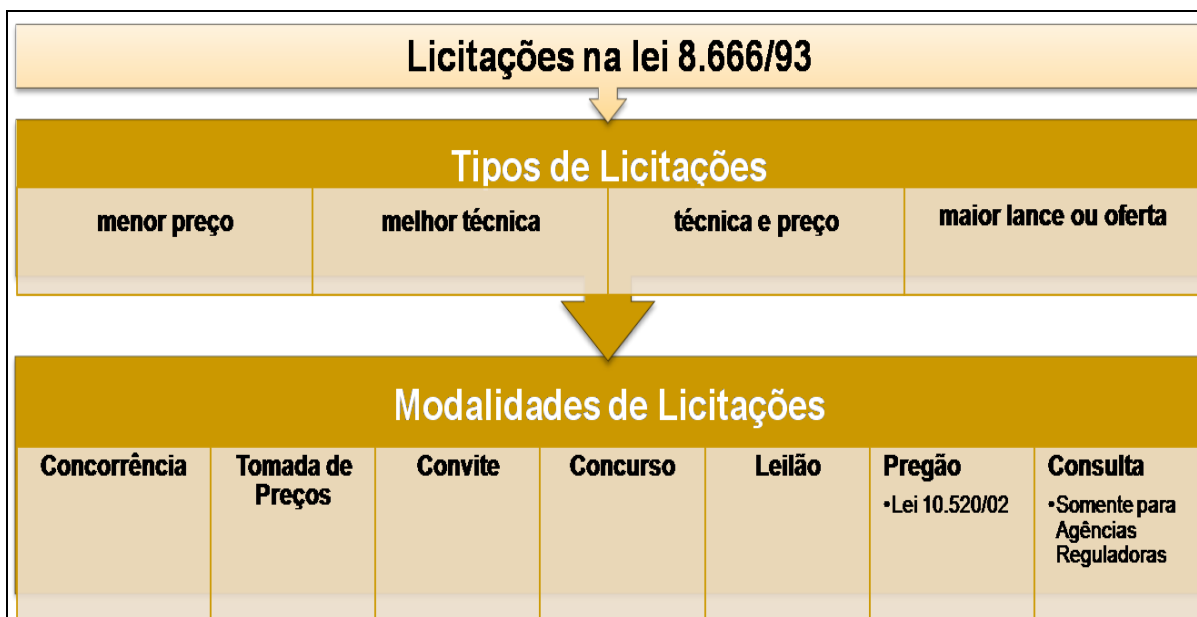 Licitações na lei 8.666/93
Tipos de Licitações
menor preço
melhor técnica
técnica e preço
maior lance ou oferta
Modalidades de Licitações
Concorrência
Tomada de
Preços
Convite
Concurso
Leilão
Pregão
•Lei 10.520/02
Consulta
•Somente para
Agências
Reguladoras